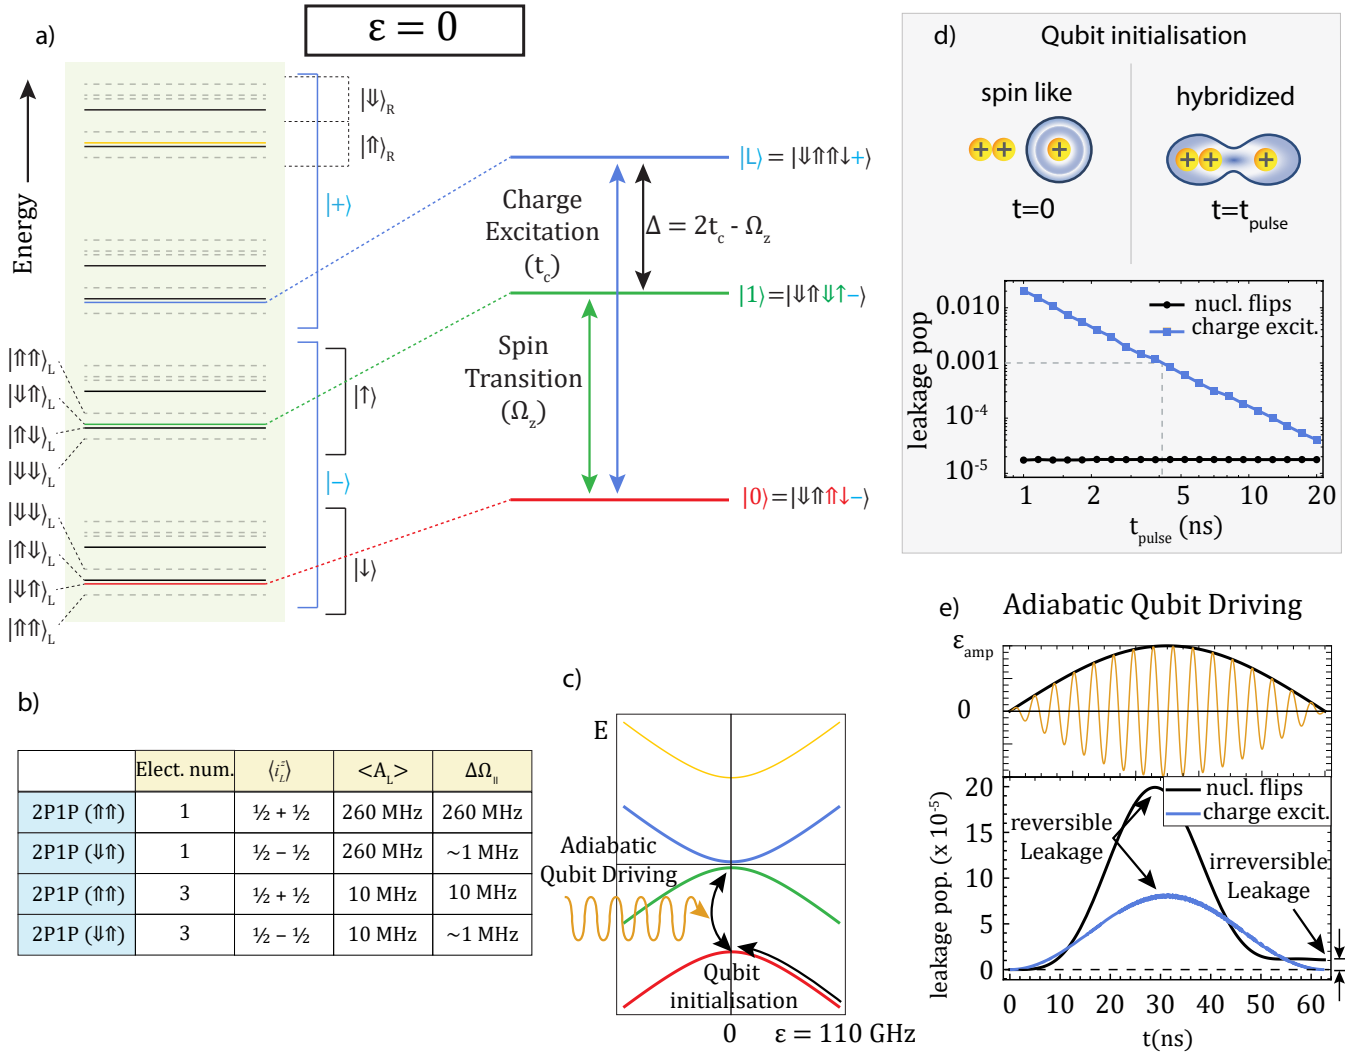 a)
ε = 0
Energy
|⇓⟩R
|⇑⟩R
|+⟩
|⇑⇑⟩L
|⇓⇑⟩L
|⇑⇓⟩L
|⇓⇓⟩L
|↑⟩
|−⟩
|⇓⇓⟩L
|⇑⇓⟩L
|⇓⇑⟩L
|⇑⇑⟩L
|↓⟩
Charge
Excitation
(tc)
Δ = 2tc - Ωz
Spin
Transition
(Ωz)
|L⟩ = |⇓⇑⇑↓+⟩
|1⟩=|⇓⇑⇓↑−⟩
|0⟩=|⇓⇑⇑↓−⟩
b)
Elect. num. ⟨i_L^z⟩ <A_L> ΔΩ∥
2P1P (⇑⇑) 1 ½ + ½ 260 MHz 260 MHz
2P1P (⇓⇑) 1 ½ − ½ 260 MHz ~1 MHz
2P1P (⇑⇑) 3 ½ + ½ 10 MHz 10 MHz
2P1P (⇓⇑) 3 ½ − ½ 10 MHz ~1 MHz
c)
E
Adiabatic
Qubit Driving
Qubit
initialisation
0 ε = 110 GHz
d)
Qubit initialisation
spin like
hybridized
+ + +
+ + +
t=0
t=tpulse
nucl. flips
charge excit.
leakage pop
0.010
0.001
10⁻⁴
10⁻⁵
1 2 5 10 20
tpulse (ns)
e)
Adiabatic Qubit Driving
εamp
0
nucl. flips
charge excit.
reversible
Leakage
irreversible
Leakage
leakage pop. (x 10⁻⁵)
20
15
10
5
0
0 10 20 30 40 50 60
t(ns)